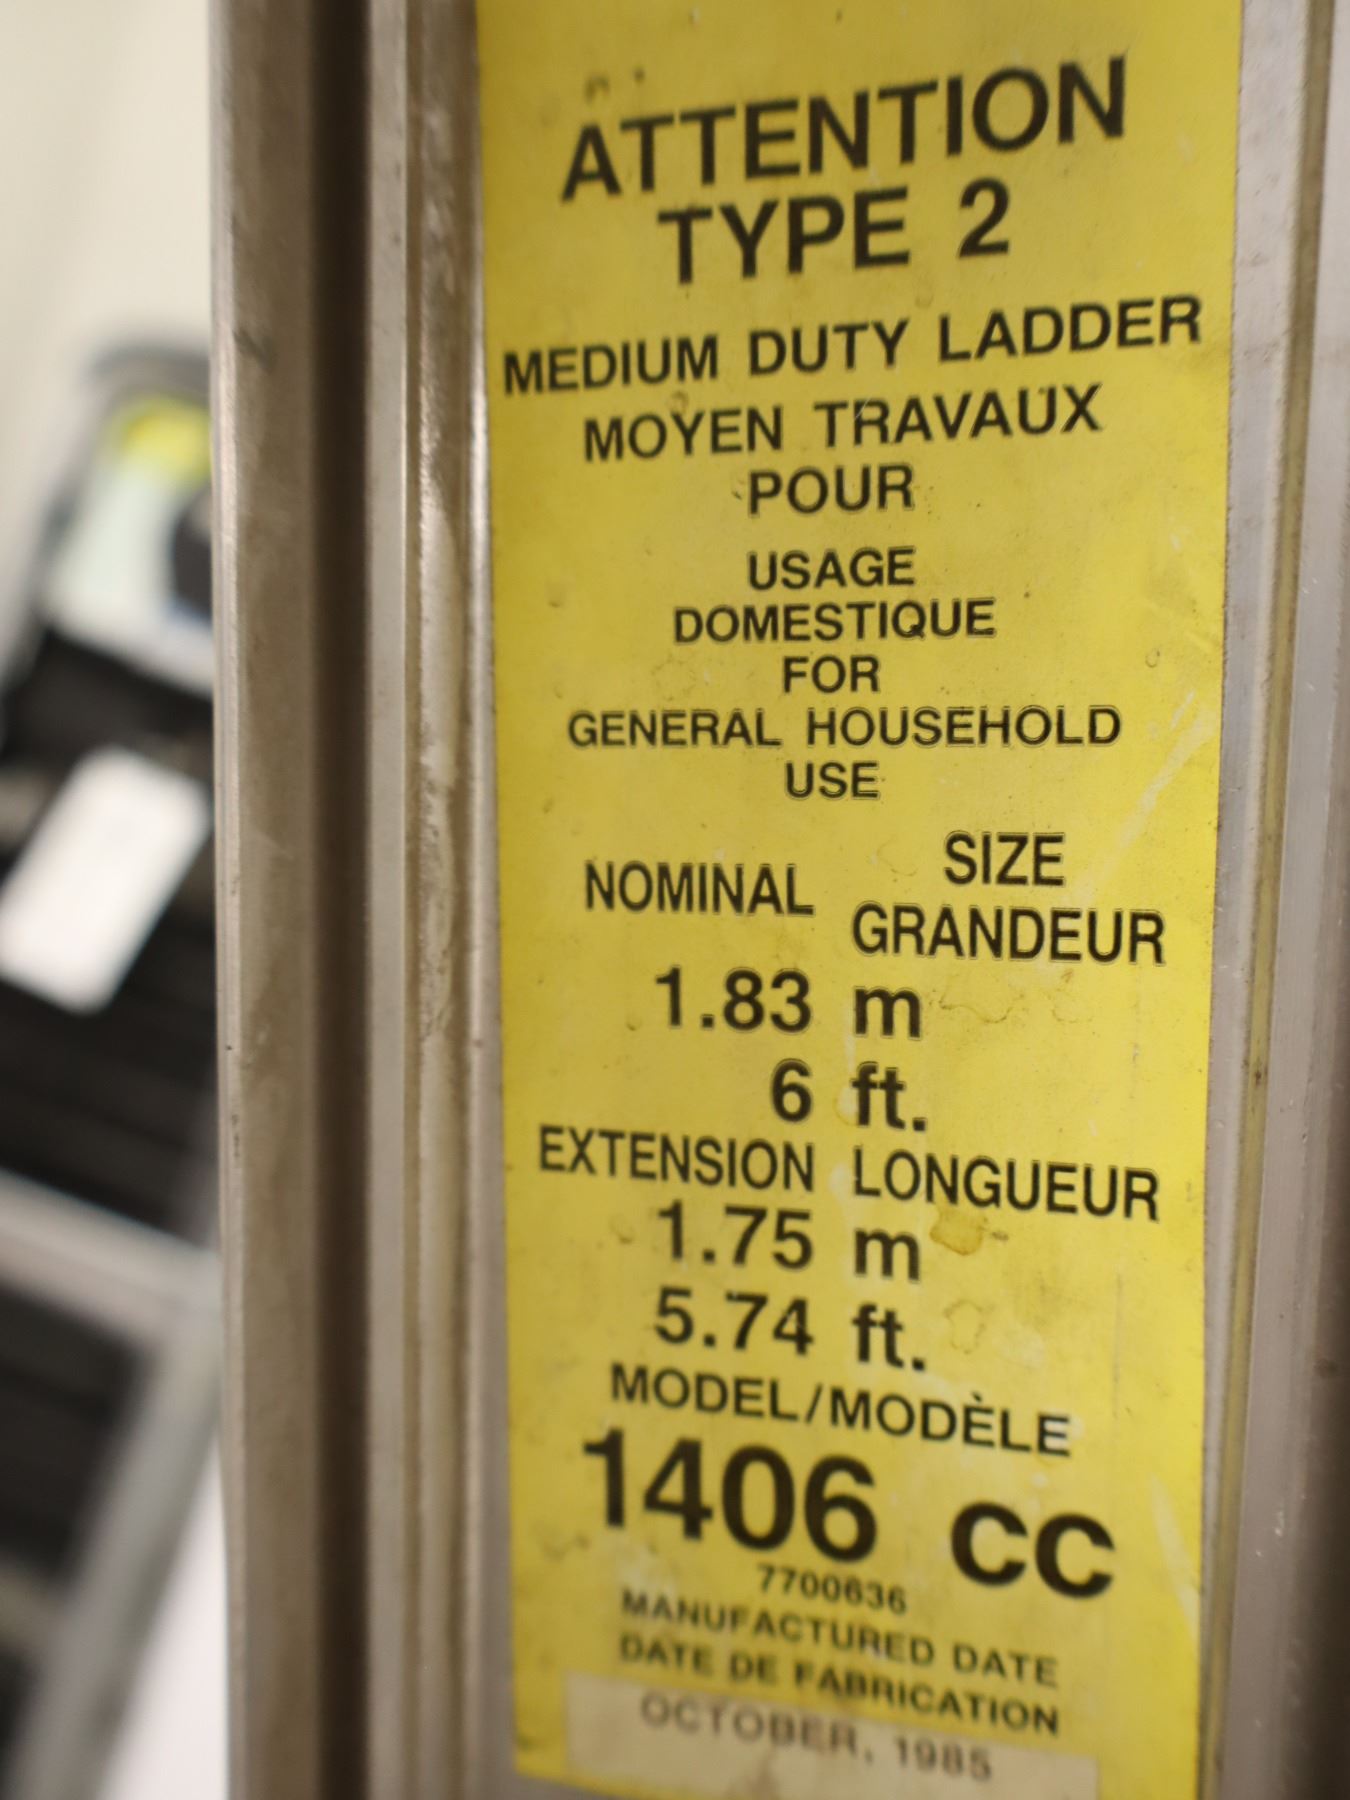 ATTENTION
TYPE 2
MEDIUM DUTY LADDER
MOYEN TRAVAUX
POUR
USAGE
DOMESTIQUE
FOR
GENERAL HOUSEHOLD
USE
SIZE
NOMINAL GRANDEUR
1.83 m
6 ft.
EXTENSION LONGUEUR
1.75 m
5.74 ft.
MODEL/MODÈLE
1406 CC
7700636
MANUFACTURED DATE
DATE DE FABRICATION
OCTOBER, 1985